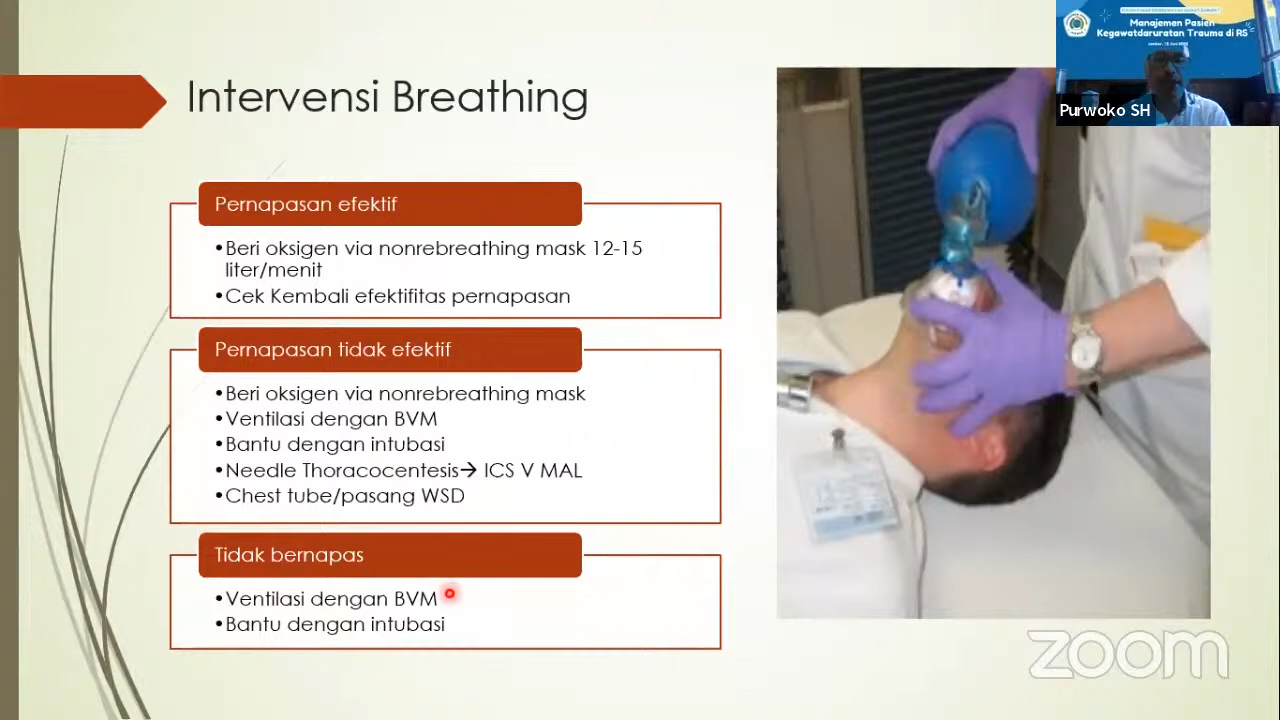 Intervensi Breathing
Pernapasan efektif
•Beri oksigen via nonrebreathing mask 12-15
liter/menit
•Cek Kembali efektifitas pernapasan
Pernapasan tidak efektif
•Beri oksigen via nonrebreathing mask
•Ventilasi dengan BVM
•Bantu dengan intubasi
•Needle Thoracocentesis→ ICS V MAL
•Chest tube/pasang WSD
Tidak bernapas
•Ventilasi dengan BVM
•Bantu dengan intubasi
Manajemen Pasien
Kegawatdaruratan Trauma di RS
Purwoko SH
zoom